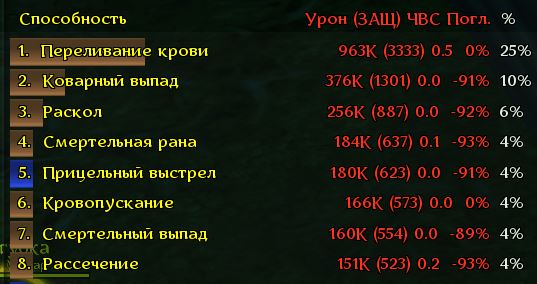 Способность Урон (ЗАЩ) ЧВС Погл. %
1. Переливание крови 963K (3333) 0.5 0% 25%
2. Коварный выпад 376K (1301) 0.0 -91% 10%
3. Раскол 256K (887) 0.0 -92% 6%
4. Смертельная рана 184K (637) 0.1 -93% 4%
5. Прицельный выстрел 180K (623) 0.0 -91% 4%
6. Кровопускание 166K (573) 0.0 0% 4%
7. Смертельный выпад 160K (554) 0.0 -89% 4%
8. Рассечение 151K (523) 0.2 -93% 4%